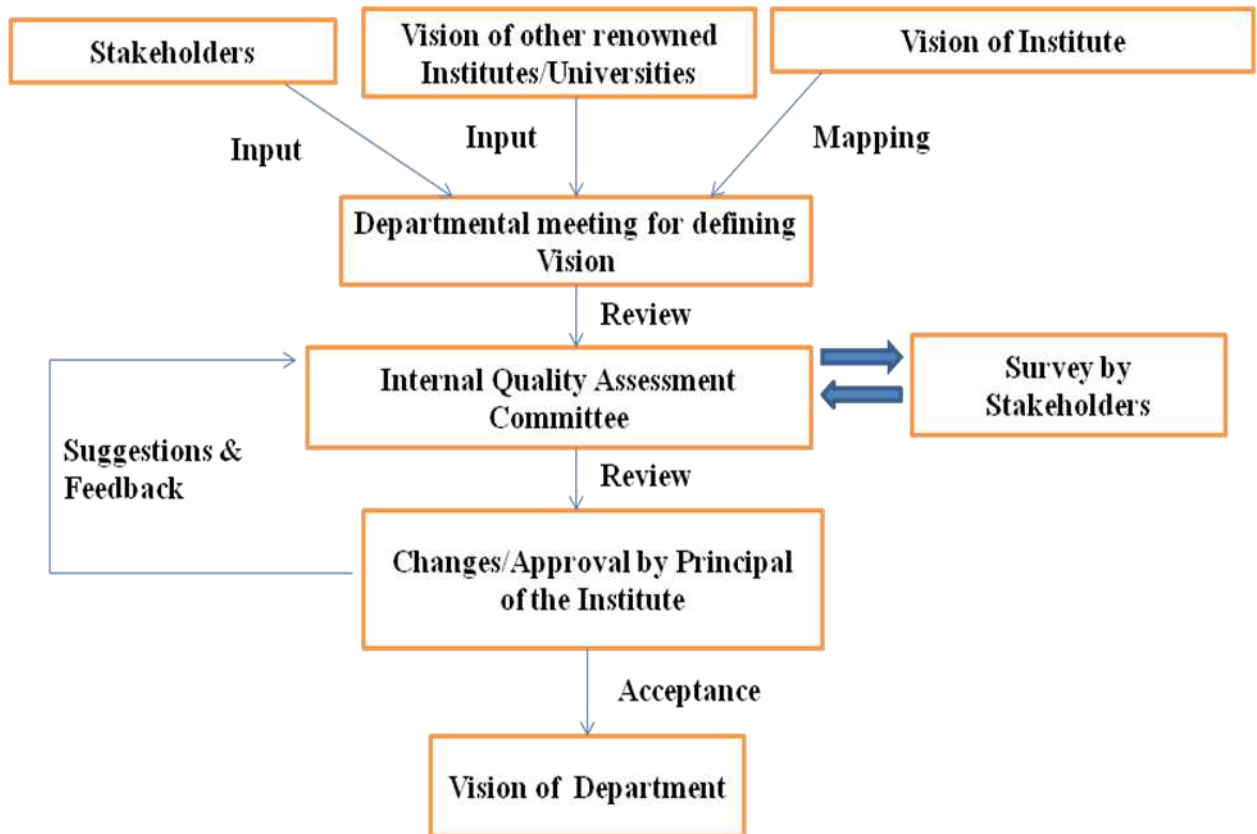 Stakeholders
Vision of other renowned
Institutes/Universities
Vision of Institute
Input
Input
Mapping
Departmental meeting for defining
Vision
Review
Internal Quality Assessment
Committee
Survey by
Stakeholders
Suggestions &
Feedback
Review
Changes/Approval by Principal
of the Institute
Acceptance
Vision of Department